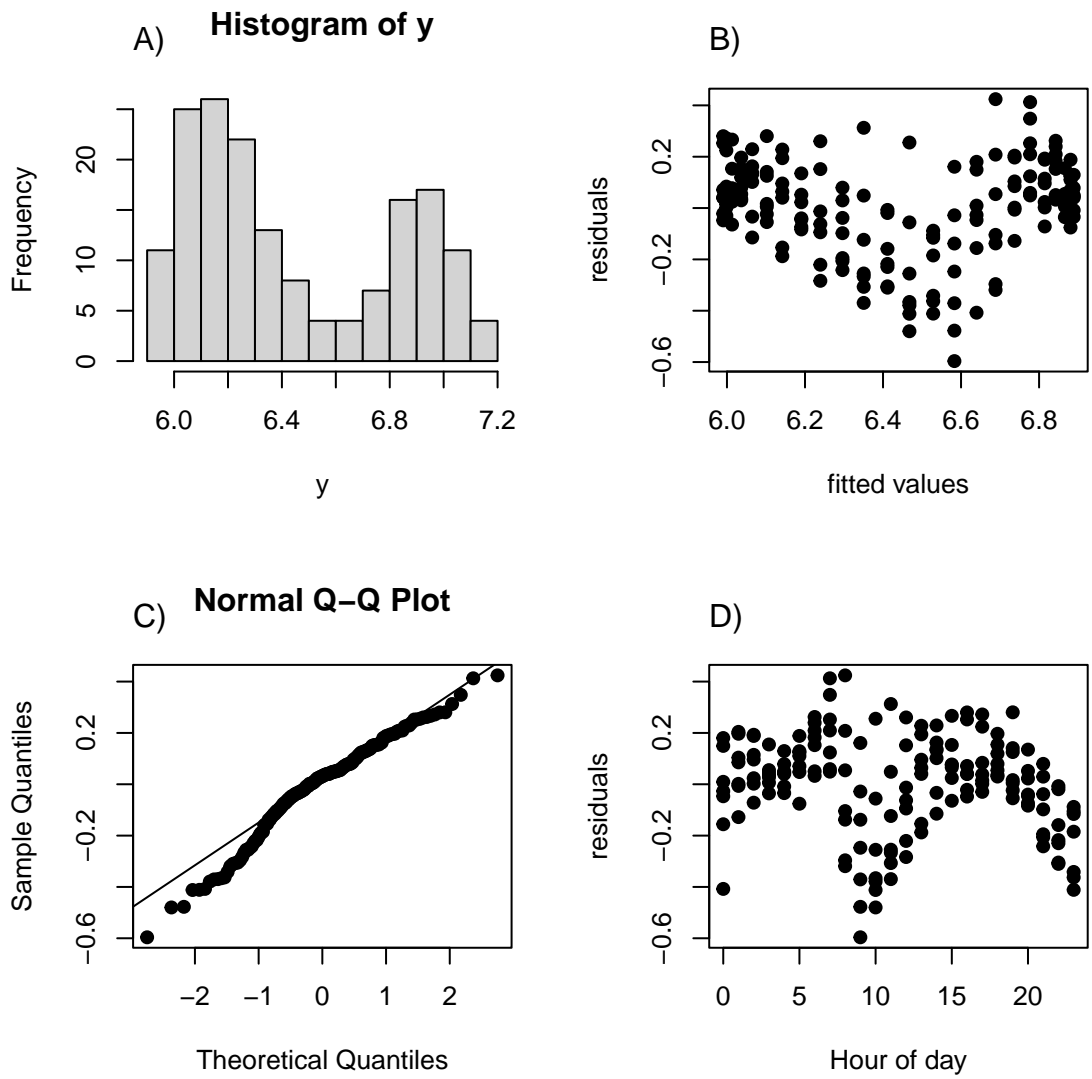 A)
Histogram of y
Frequency
0
5
10
20
6.0 6.4 6.8 7.2
y
B)
residuals
−0.6
−0.2
0.2
6.0 6.2 6.4 6.6 6.8
fitted values
C)
Normal Q−Q Plot
Sample Quantiles
−0.6
−0.2
0.2
−2 −1 0 1 2
Theoretical Quantiles
D)
residuals
−0.6
−0.2
0.2
0 5 10 15 20
Hour of day